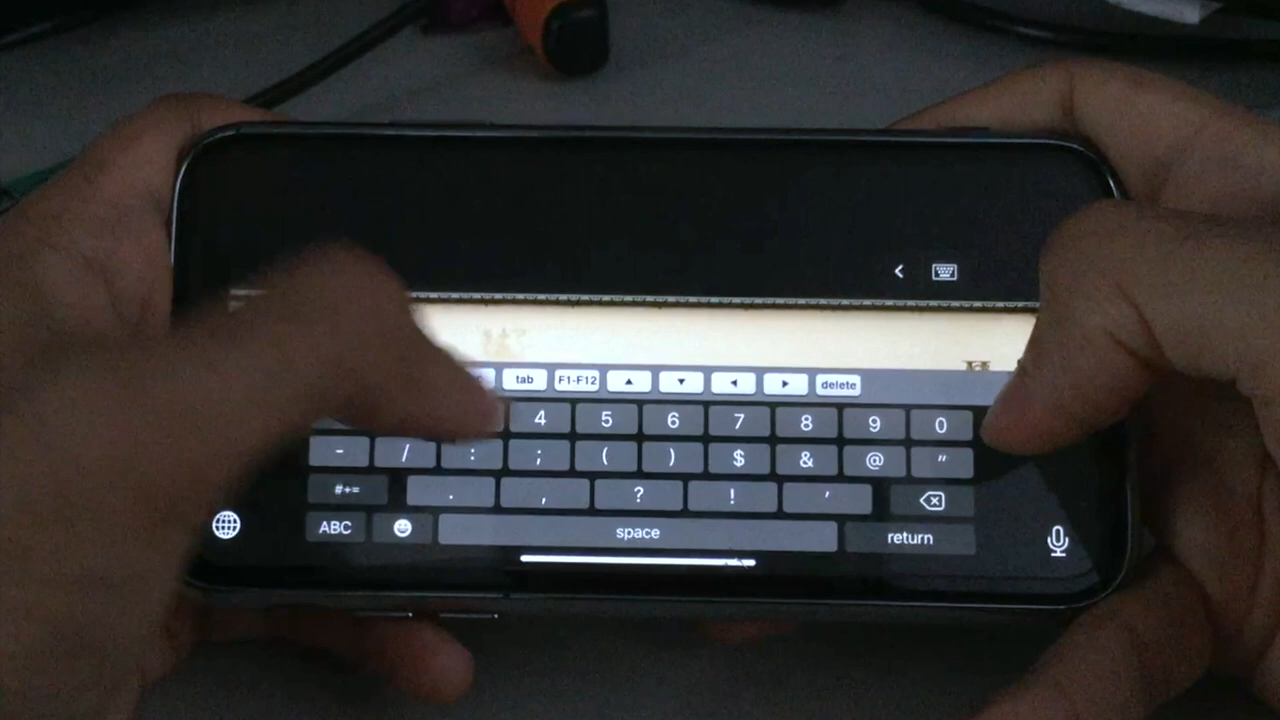 tab F1-F12 ▲ ▼ ◀ ▶ delete
4 5 6 7 8 9 0
- / : ; ( ) $ & @ "
#+= . , ? ! '
ABC space return